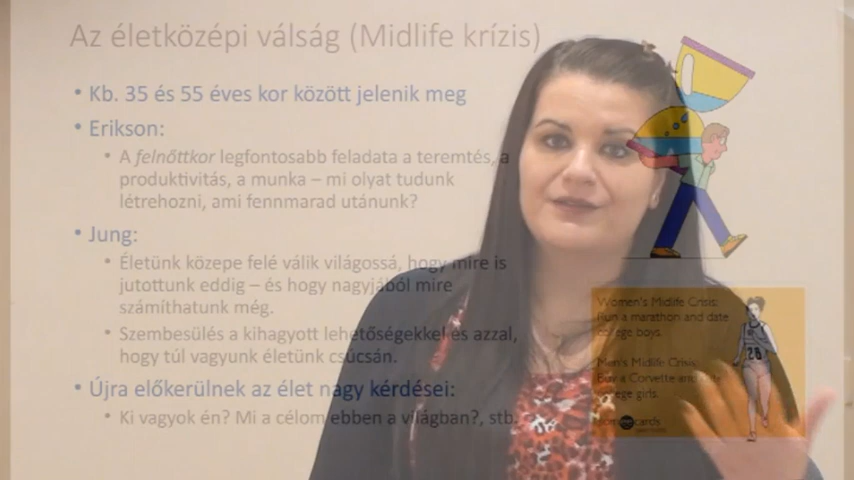 Az életközépi válság (Midlife krízis)
• Kb. 35 és 55 éves kor között jelenik meg
• Erikson:
• A felnőttkor legfontosabb feladata a teremtés, a
produktivitás, a munka – mi olyat tudunk
létrehozni, ami fennmarad utánunk?
• Jung:
• Életünk közepe felé válik világossá, hogy mire is
jutottunk eddig – és hogy nagyjából mire
számíthatunk még.
• Szembesülés a kihagyott lehetőségekkel és azzal,
hogy túl vagyunk életünk csúcsán.
• Újra előkerülnek az élet nagy kérdései:
• Ki vagyok én? Mi a célom ebben a világban?, stb.
Women's Midlife Crisis:
Run a marathon and date
college boys.
Men's Midlife Crisis:
Buy a Corvette and
college girls.
cards
28